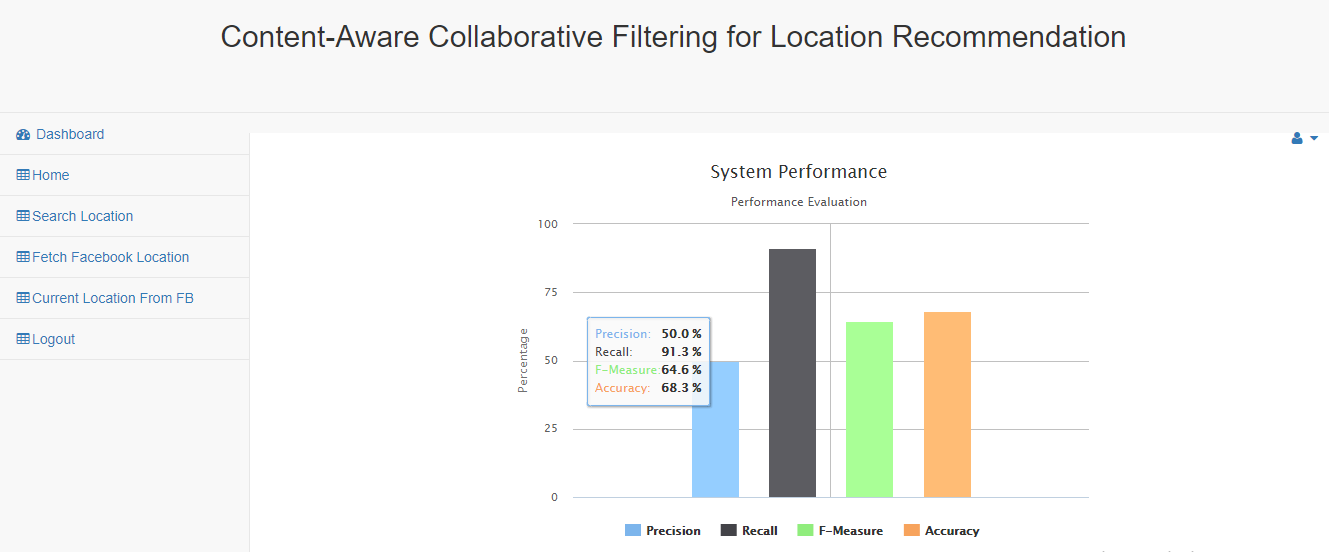 Content-Aware Collaborative Filtering for Location Recommendation
Dashboard
Home
Search Location
Fetch Facebook Location
Current Location From FB
Logout
System Performance
Performance Evaluation
Percentage
100
75
50
25
0
Precision: 50.0 %
Recall: 91.3 %
F-Measure: 64.6 %
Accuracy: 68.3 %
Precision Recall F-Measure Accuracy